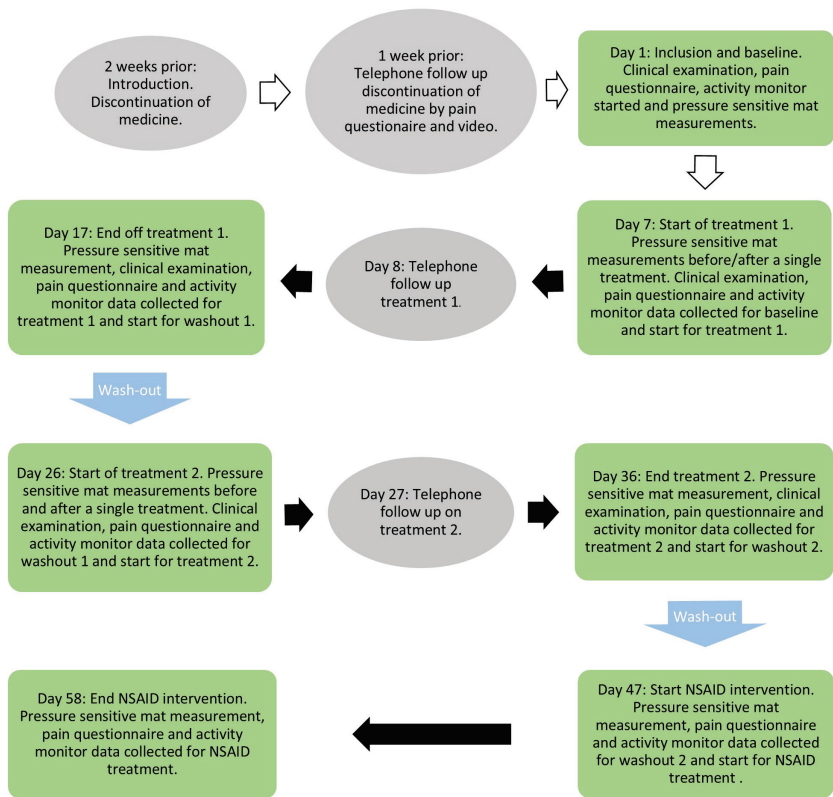 2 weeks prior:
Introduction.
Discontinuation of
medicine.
1 week prior:
Telephone follow up
discontinuation of
medicine by pain
questionaire and video.
Day 1: Inclusion and baseline.
Clinical examination, pain
questionnaire, activity monitor
started and pressure sensitive mat
measurements.
Day 7: Start of treatment 1.
Pressure sensitive mat
measurements before/after a single
treatment. Clinical examination,
pain questionnaire and activity
monitor data collected for baseline
and start for treatment 1.
Day 8: Telephone
follow up
treatment 1.
Day 17: End off treatment 1.
Pressure sensitive mat
measurement, clinical examination,
pain questionnaire and activity
monitor data collected for
treatment 1 and start for washout 1.
Wash-out
Day 26: Start of treatment 2. Pressure
sensitive mat measurements before
and after a single treatment. Clinical
examination, pain questionnaire and
activity monitor data collected for
washout 1 and start for treatment 2.
Day 27: Telephone
follow up on
treatment 2.
Day 36: End treatment 2. Pressure
sensitive mat measurement, clinical
examination, pain questionnaire and
activity monitor data collected for
treatment 2 and start for washout 2.
Wash-out
Day 47: Start NSAID intervention.
Pressure sensitive mat
measurement, pain questionnaire
and activity monitor data collected
for washout 2 and start for NSAID
treatment .
Day 58: End NSAID intervention.
Pressure sensitive mat measurement,
pain questionnaire and activity
monitor data collected for NSAID
treatment.